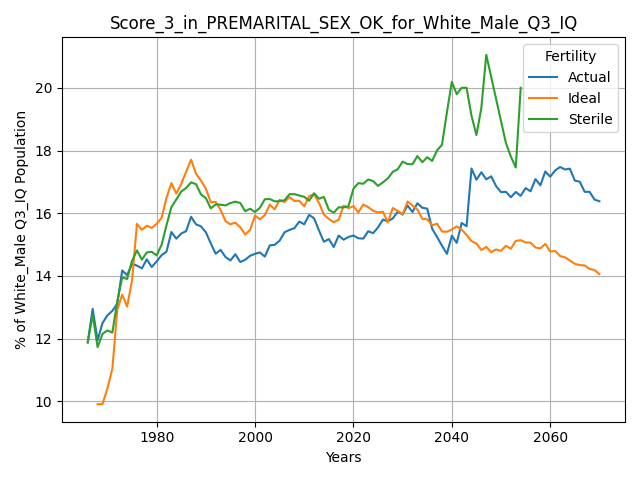 Score_3_in_PREMARITAL_SEX_OK_for_White_Male_Q3_IQ
Fertility
Actual
Ideal
Sterile
% of White_Male Q3_IQ Population
20
18
16
14
12
10
1980
2000
2020
2040
2060
Years